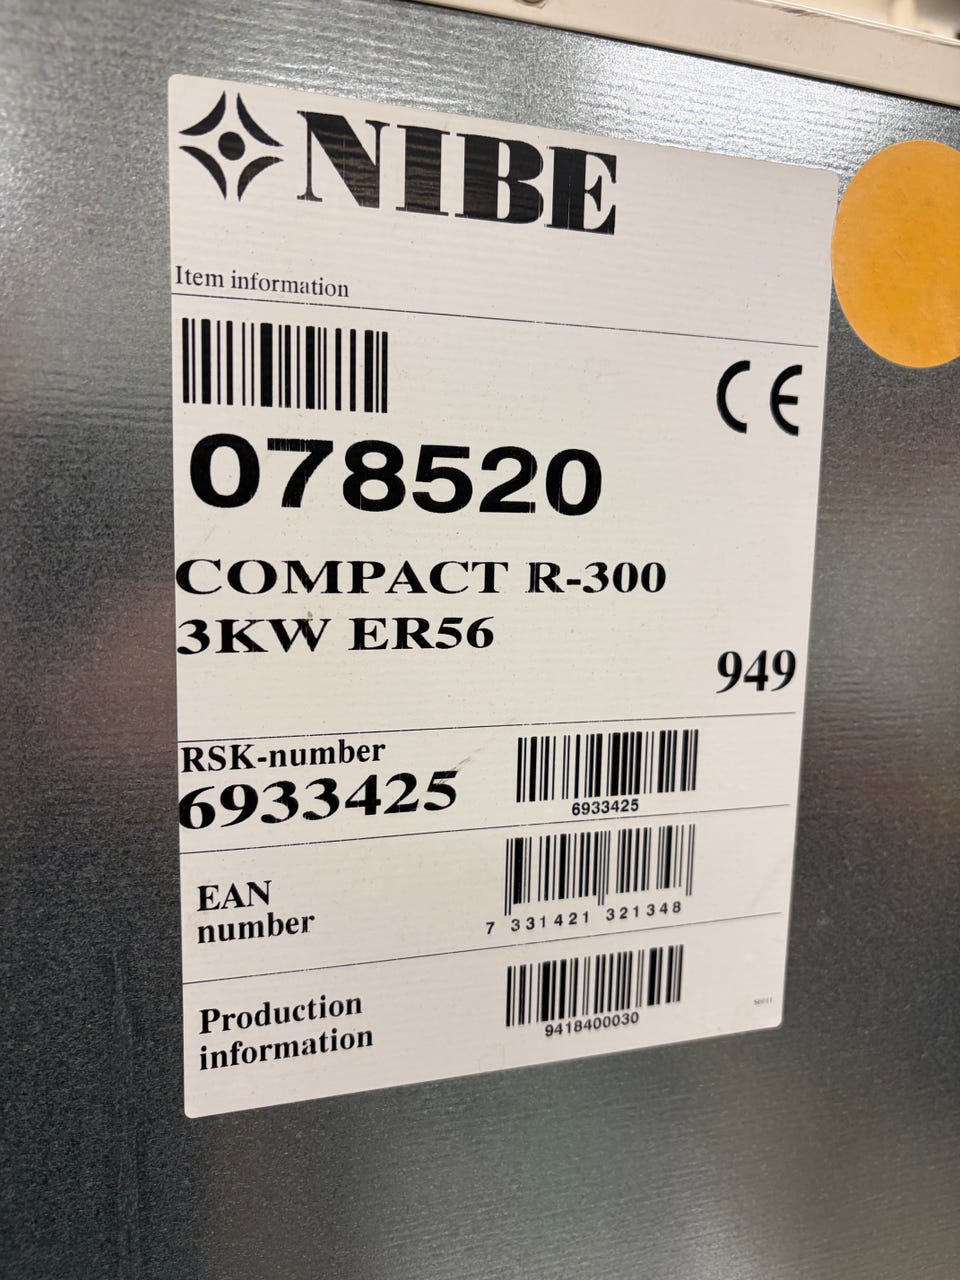 NIBE
Item information
CE
078520
COMPACT R-300
3KW ER56
949
RSK-number
6933425
6933425
EAN
number
7 331421 321348
Production
information
9418400030